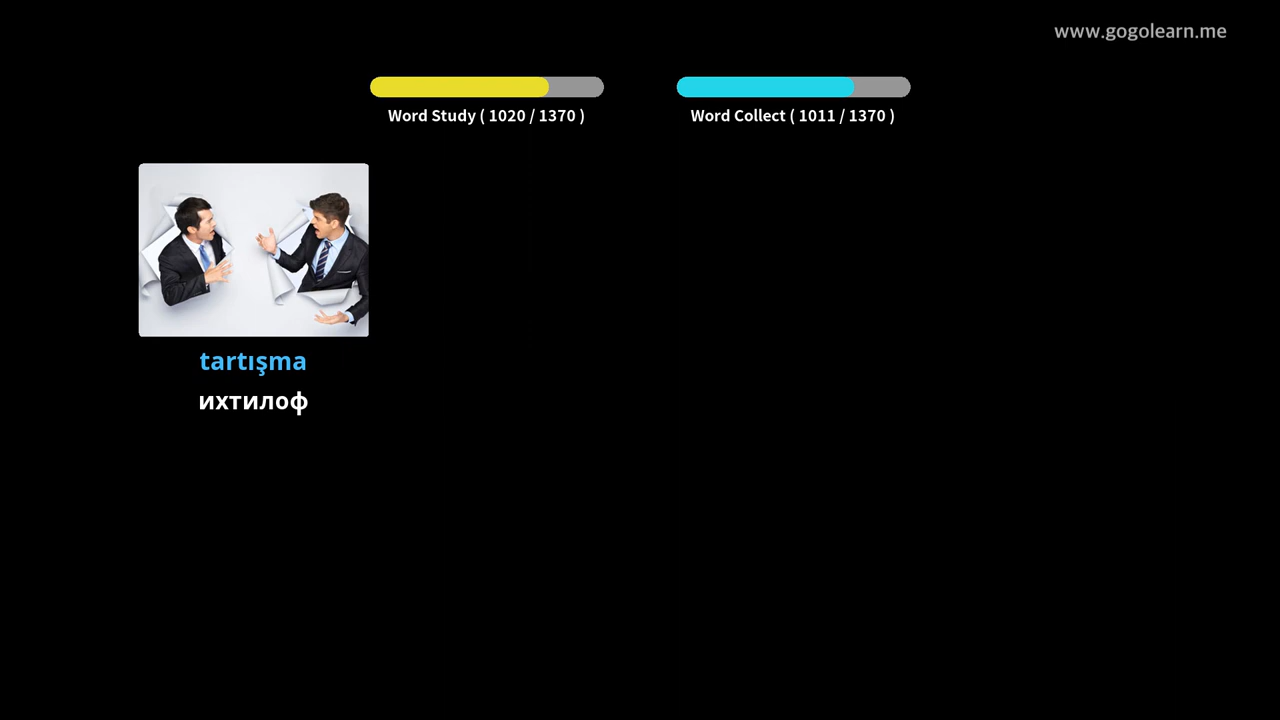 www.gogolearn.me
Word Study ( 1020 / 1370 )
Word Collect ( 1011 / 1370 )
tartışma
ихтилоф